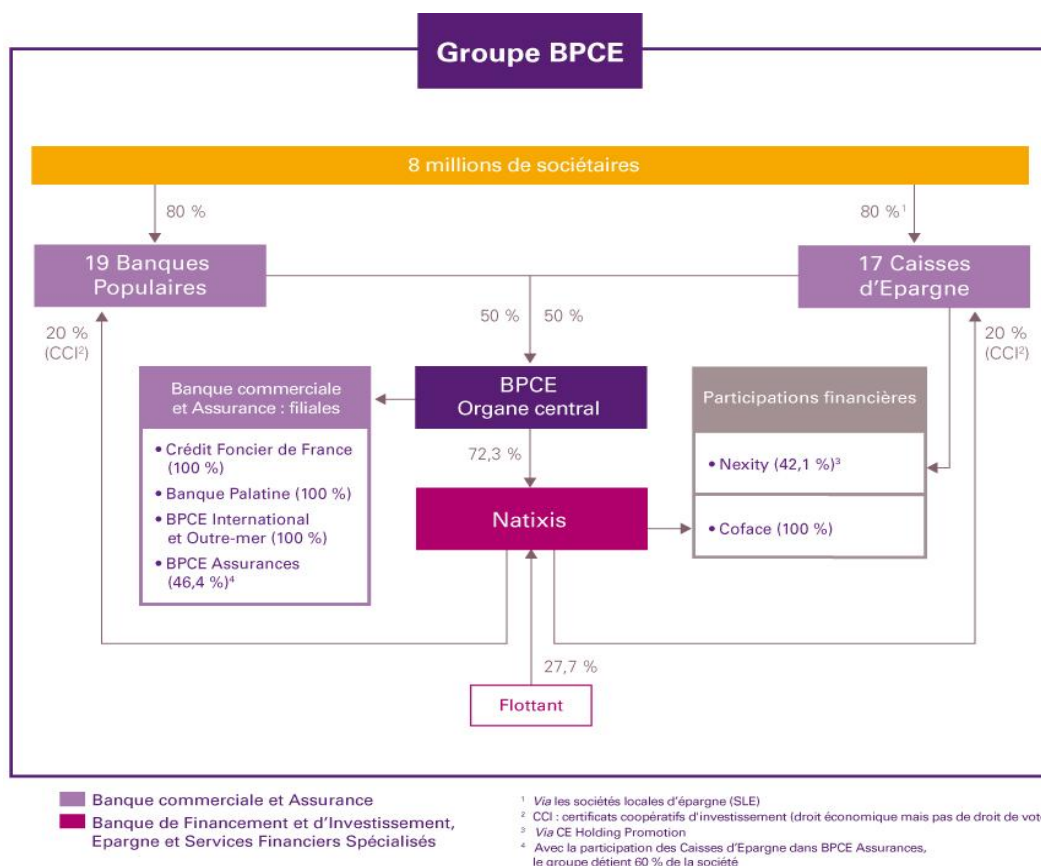 Groupe BPCE
8 millions de sociétaires
80 %
80 %¹
19 Banques
Populaires
17 Caisses
d'Epargne
20 %
(CCI²)
50 %
50 %
20 %
(CCI²)
Banque commerciale
et Assurance : filiales
• Crédit Foncier de France
(100 %)
• Banque Palatine (100 %)
• BPCE International
et Outre-mer (100 %)
• BPCE Assurances
(46,4 %)⁴
BPCE
Organe central
72,3 %
Natixis
Participations financières
• Nexity (42,1 %)³
• Coface (100 %)
27,7 %
Flottant
Banque commerciale et Assurance
Banque de Financement et d'Investissement,
Epargne et Services Financiers Spécialisés
¹ Via les sociétés locales d'épargne (SLE)
² CCI : certificats coopératifs d'investissement (droit économique mais pas de droit de vot
³ Via CE Holding Promotion
⁴ Avec la participation des Caisses d'Epargne dans BPCE Assurances,
le groupe détient 60 % de la société